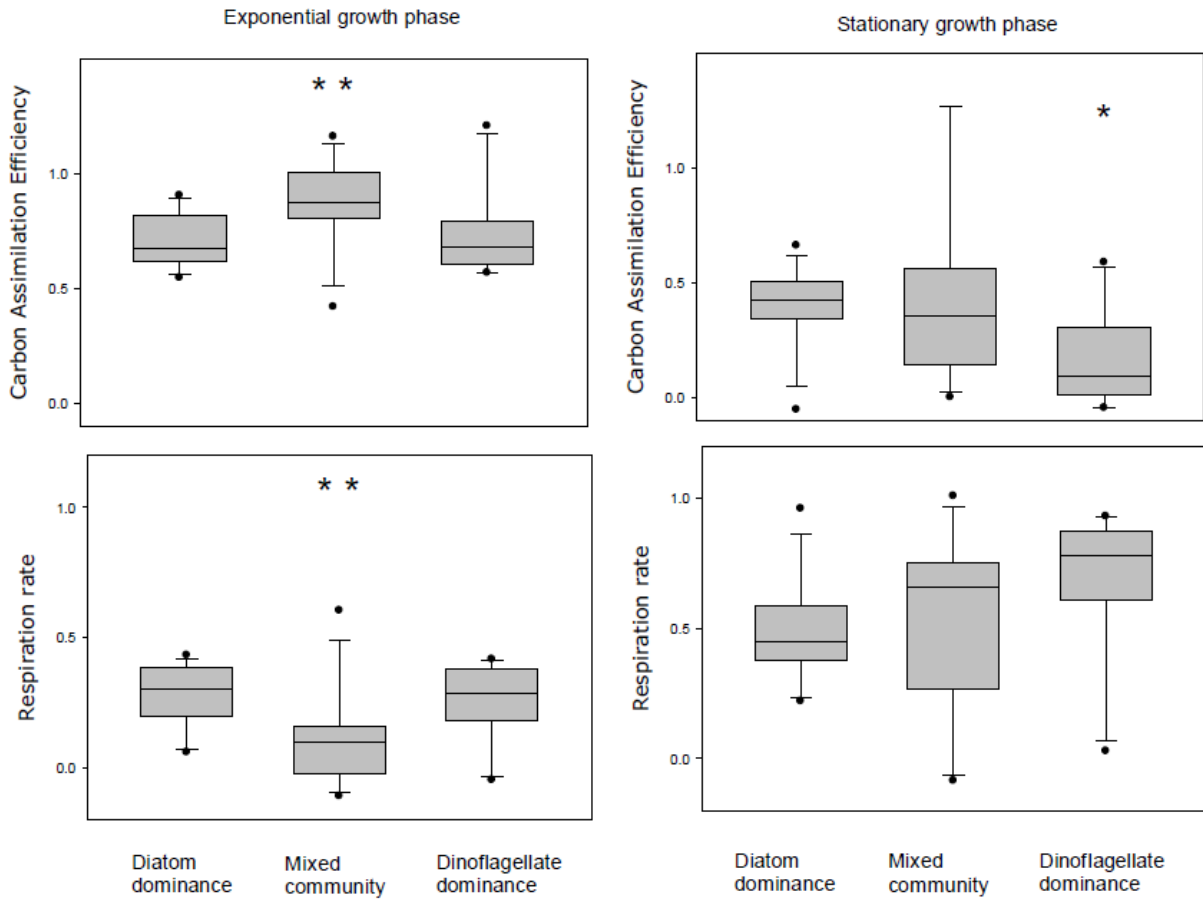 Exponential growth phase
Stationary growth phase
Carbon Assimilation Efficiency
1.0
0.5
0.0
* *
Carbon Assimilation Efficiency
1.0
0.5
0.0
*
Respiration rate
1.0
0.5
0.0
* *
Respiration rate
1.0
0.5
0.0
Diatom
dominance
Mixed
community
Dinoflagellate
dominance
Diatom
dominance
Mixed
community
Dinoflagellate
dominance